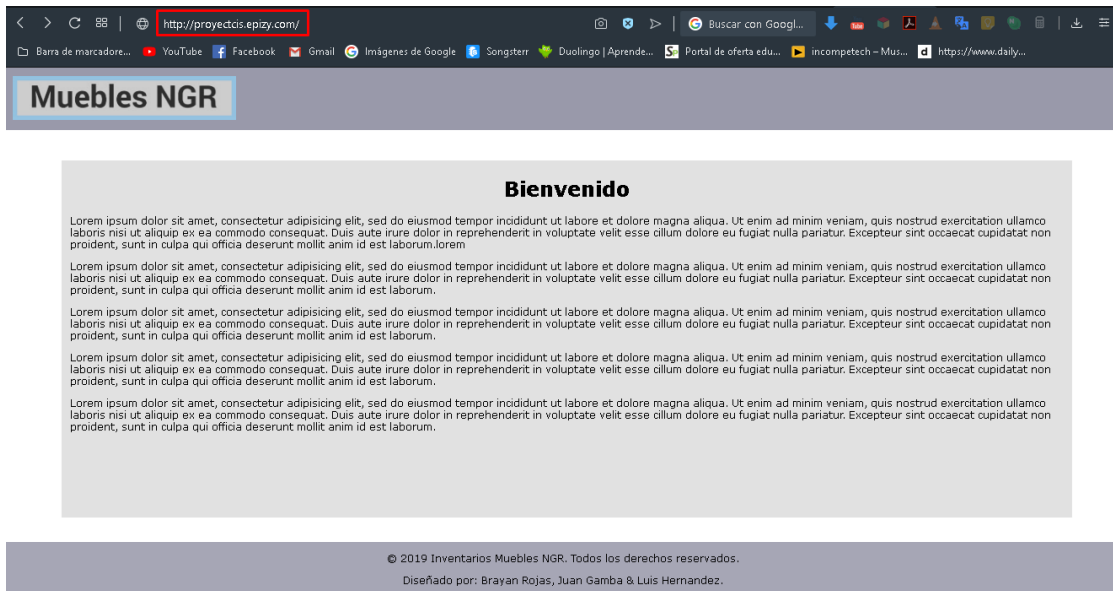 http://proyectcis.epizy.com/
Buscar con Googl...
Barra de marcadore...
YouTube
Facebook
Gmail
Imágenes de Google
Songsterr
Duolingo | Aprende...
Portal de oferta edu...
incompetech – Mus...
https://www.daily...
Muebles NGR
Bienvenido
Lorem ipsum dolor sit amet, consectetur adipisicing elit, sed do eiusmod tempor incididunt ut labore et dolore magna aliqua. Ut enim ad minim veniam, quis nostrud exercitation ullamco
laboris nisi ut aliquip ex ea commodo consequat. Duis aute irure dolor in reprehenderit in voluptate velit esse cillum dolore eu fugiat nulla pariatur. Excepteur sint occaecat cupidatat non
proident, sunt in culpa qui officia deserunt mollit anim id est laborum.lorem
Lorem ipsum dolor sit amet, consectetur adipisicing elit, sed do eiusmod tempor incididunt ut labore et dolore magna aliqua. Ut enim ad minim veniam, quis nostrud exercitation ullamco
laboris nisi ut aliquip ex ea commodo consequat. Duis aute irure dolor in reprehenderit in voluptate velit esse cillum dolore eu fugiat nulla pariatur. Excepteur sint occaecat cupidatat non
proident, sunt in culpa qui officia deserunt mollit anim id est laborum.
Lorem ipsum dolor sit amet, consectetur adipisicing elit, sed do eiusmod tempor incididunt ut labore et dolore magna aliqua. Ut enim ad minim veniam, quis nostrud exercitation ullamco
laboris nisi ut aliquip ex ea commodo consequat. Duis aute irure dolor in reprehenderit in voluptate velit esse cillum dolore eu fugiat nulla pariatur. Excepteur sint occaecat cupidatat non
proident, sunt in culpa qui officia deserunt mollit anim id est laborum.
Lorem ipsum dolor sit amet, consectetur adipisicing elit, sed do eiusmod tempor incididunt ut labore et dolore magna aliqua. Ut enim ad minim veniam, quis nostrud exercitation ullamco
laboris nisi ut aliquip ex ea commodo consequat. Duis aute irure dolor in reprehenderit in voluptate velit esse cillum dolore eu fugiat nulla pariatur. Excepteur sint occaecat cupidatat non
proident, sunt in culpa qui officia deserunt mollit anim id est laborum.
Lorem ipsum dolor sit amet, consectetur adipisicing elit, sed do eiusmod tempor incididunt ut labore et dolore magna aliqua. Ut enim ad minim veniam, quis nostrud exercitation ullamco
laboris nisi ut aliquip ex ea commodo consequat. Duis aute irure dolor in reprehenderit in voluptate velit esse cillum dolore eu fugiat nulla pariatur. Excepteur sint occaecat cupidatat non
proident, sunt in culpa qui officia deserunt mollit anim id est laborum.
© 2019 Inventarios Muebles NGR. Todos los derechos reservados.
Diseñado por: Brayan Rojas, Juan Gamba & Luis Hernandez.